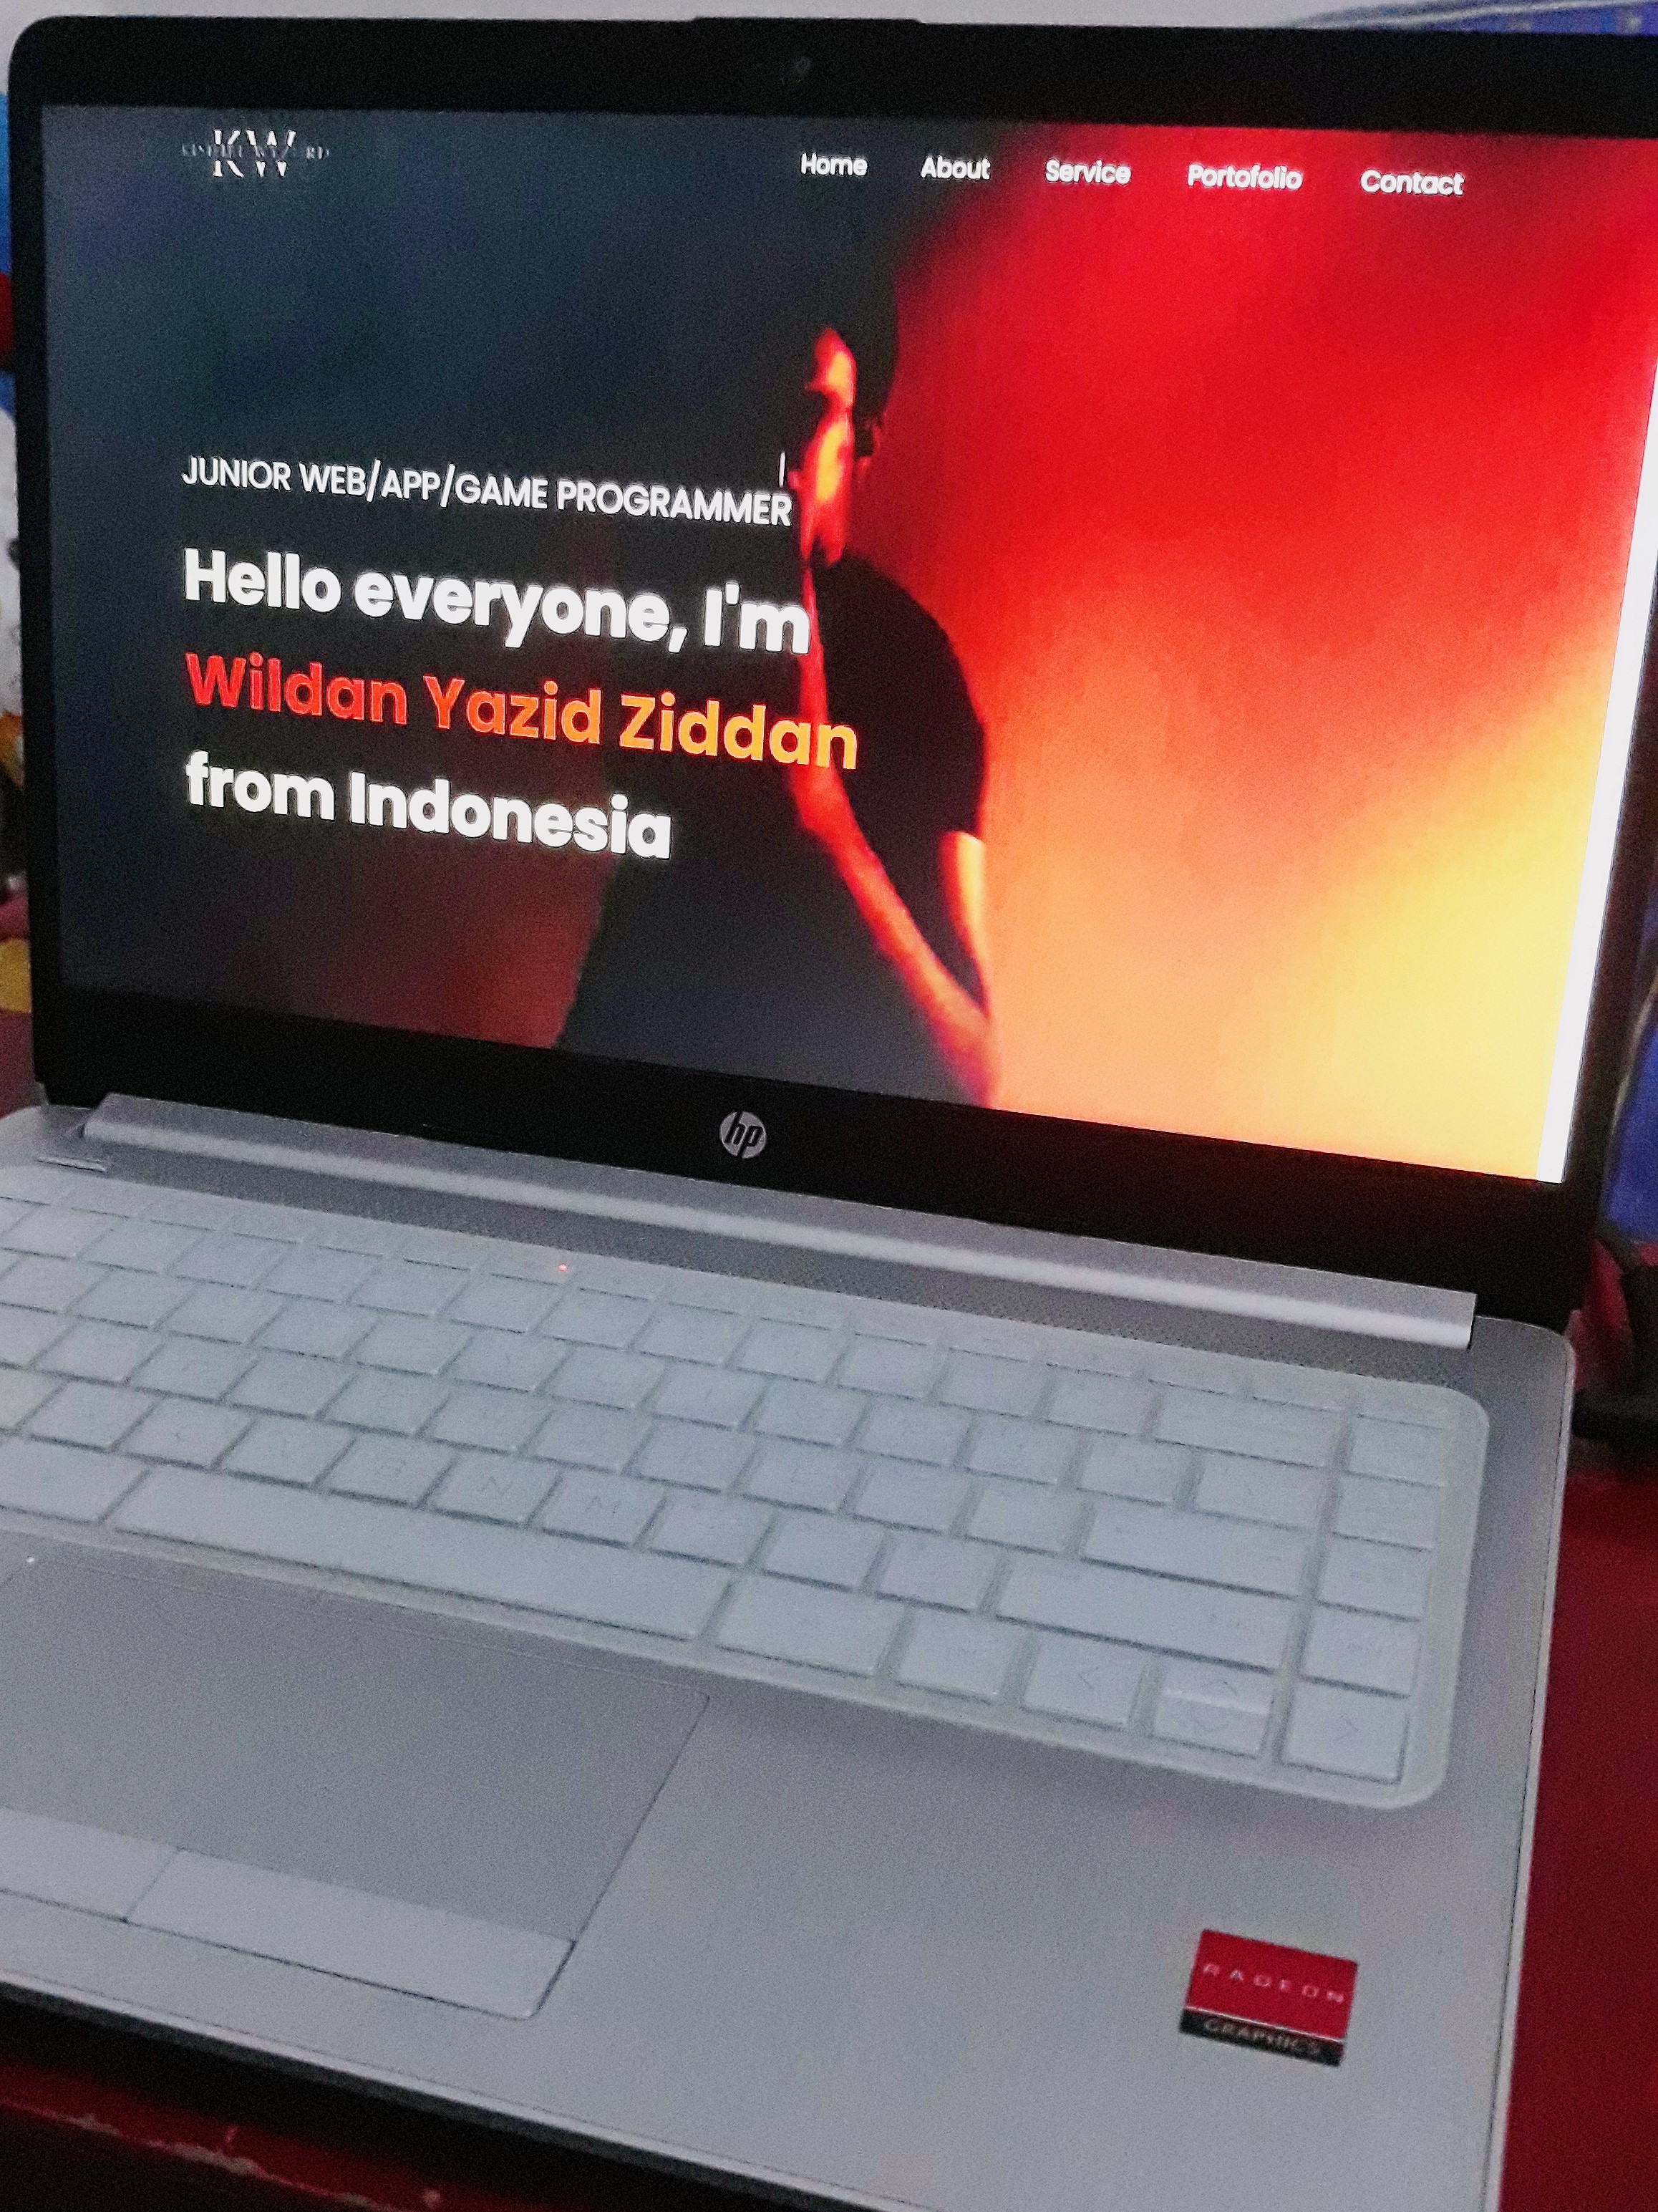 KW
Home About Service Portofolio Contact
JUNIOR WEB/APP/GAME PROGRAMMER
Hello everyone, I'm
Wildan Yazid Ziddan
from Indonesia
hp
B N M
RADEON
GRAPHICS